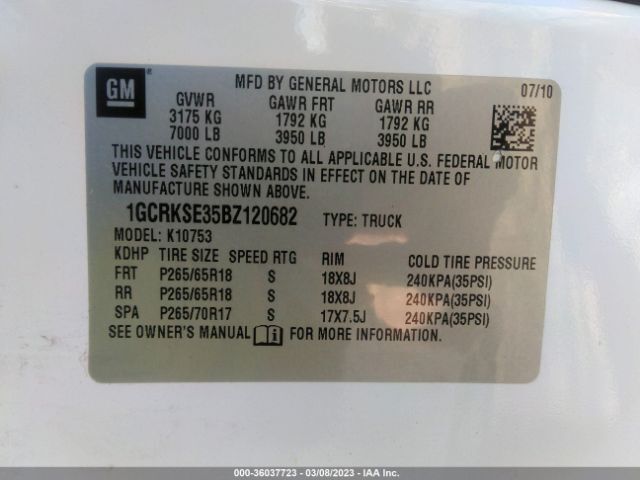 GM
MFD BY GENERAL MOTORS LLC 07/10
GVWR GAWR FRT GAWR RR
3175 KG 1792 KG 1792 KG
7000 LB 3950 LB 3950 LB
THIS VEHICLE CONFORMS TO ALL APPLICABLE U.S. FEDERAL MOTOR
VEHICLE SAFETY STANDARDS IN EFFECT ON THE DATE OF
MANUFACTURE SHOWN ABOVE.
1GCRKSE35BZ120682 TYPE: TRUCK
MODEL: K10753
KDHP TIRE SIZE SPEED RTG RIM COLD TIRE PRESSURE
FRT P265/65R18 S 18X8J 240KPA(35PSI)
RR P265/65R18 S 18X8J 240KPA(35PSI)
SPA P265/70R17 S 17X7.5J 240KPA(35PSI)
SEE OWNER'S MANUAL FOR MORE INFORMATION.
000-36037723 - 03/08/2023 - IAA Inc.